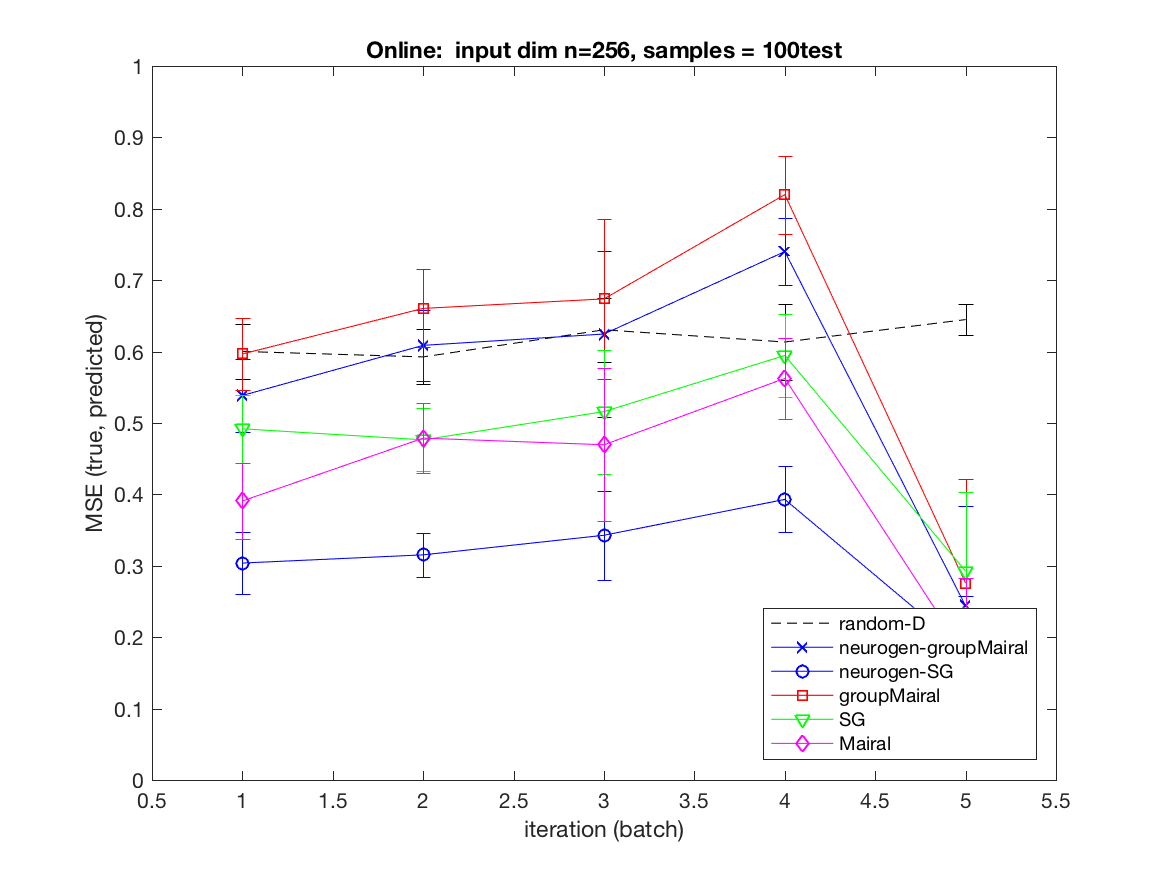 Online:  input dim n=256, samples = 100test
1
0.9
0.8
0.7
0.6
0.5
0.4
0.3
0.2
0.1
0
MSE (true, predicted)
random-D
neurogen-groupMairal
neurogen-SG
groupMairal
SG
Mairal
0.5 1 1.5 2 2.5 3 3.5 4 4.5 5 5.5
iteration (batch)